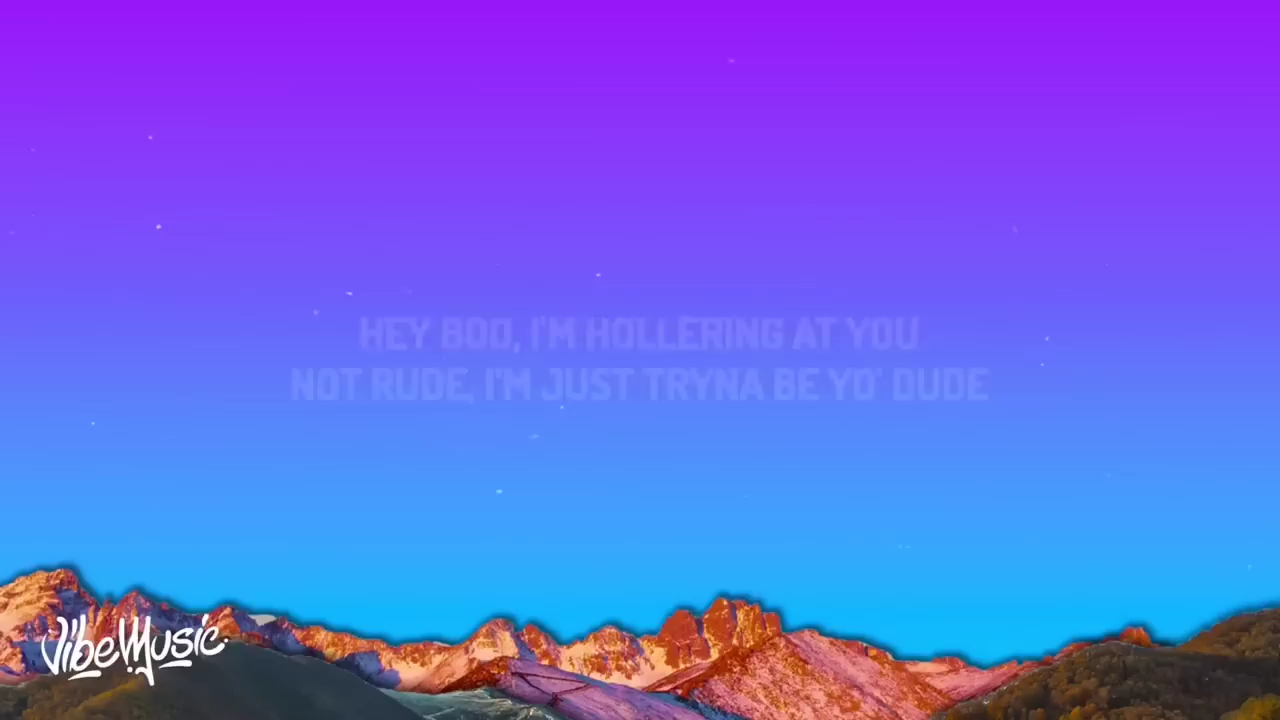 HEY BOO, I'M HOLLERING AT YOU
NOT RUDE, I'M JUST TRYNA BE YO' DUDE
VibeMusic